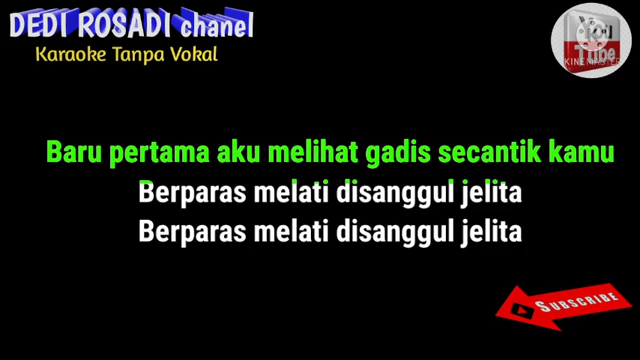 DEDI ROSADI chanel
Karaoke Tanpa Vokal
You
Tube
KINEMASTER
Baru pertama aku melihat gadis secantik kamu
Berparas melati disanggul jelita
Berparas melati disanggul jelita
SUBSCRIBE